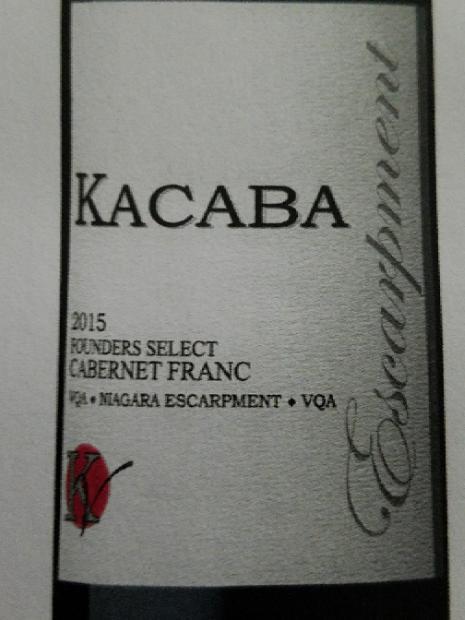 KACABA
2015
FOUNDERS SELECT
CABERNET FRANC
VQA • NIAGARA ESCARPMENT ♦ VQA
K
Escarpment